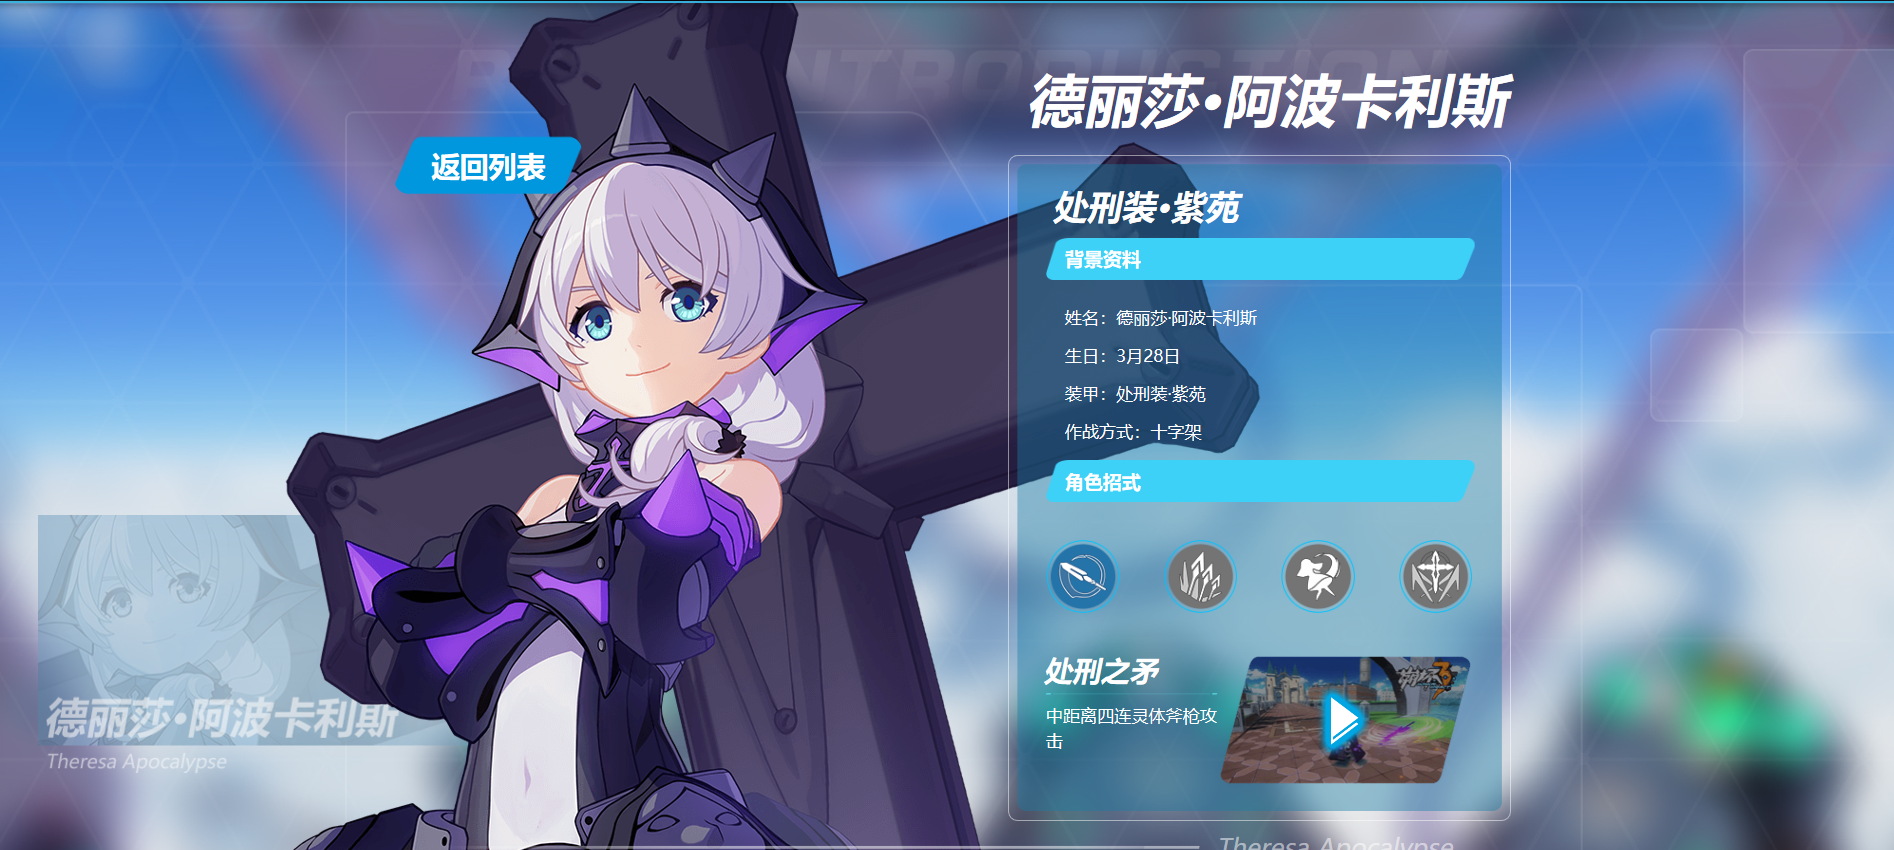 INTRODUCTION
德丽莎·阿波卡利斯
返回列表
处刑装·紫苑
背景资料
姓名：德丽莎·阿波卡利斯
生日：3月28日
装甲：处刑装·紫苑
作战方式：十字架
角色招式
处刑之矛
中距离四连灵体斧枪攻
击
崩坏3
德丽莎·阿波卡利斯
Theresa Apocalypse
Theresa Apocalypse